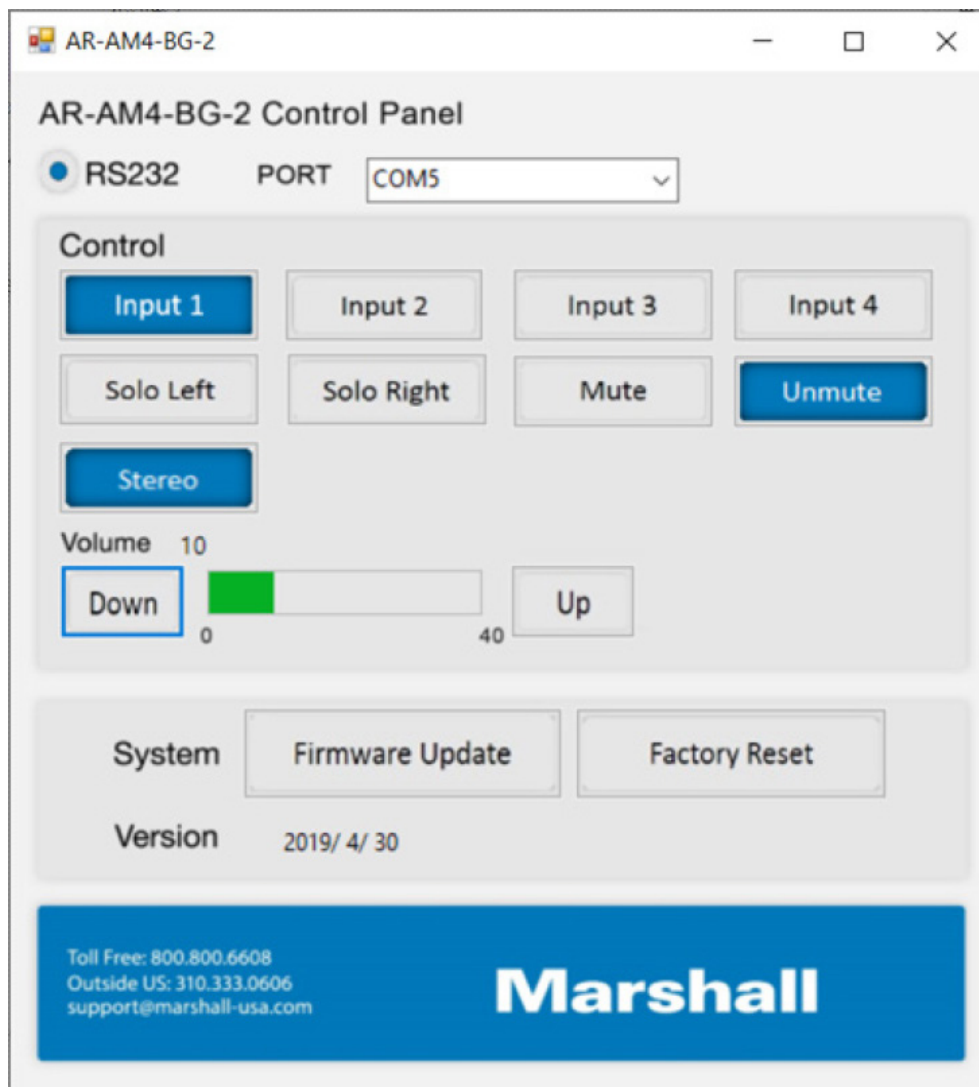 AR-AM4-BG-2
AR-AM4-BG-2 Control Panel
RS232 PORT COM5
Control
Input 1 Input 2 Input 3 Input 4
Solo Left Solo Right Mute Unmute
Stereo
Volume 10
Down Up
0 40
System Firmware Update Factory Reset
Version 2019/ 4/ 30
Toll Free: 800.800.6608
Outside US: 310.333.0606
support@marshall-usa.com
Marshall